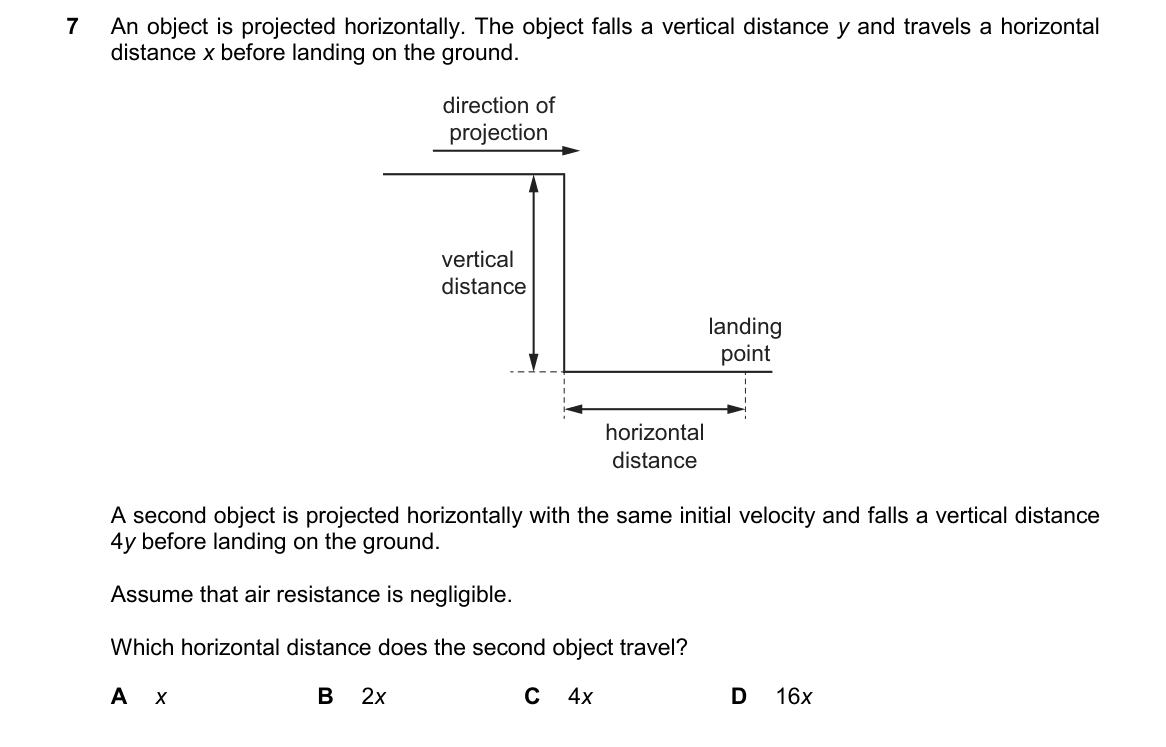 7 An object is projected horizontally. The object falls a vertical distance y and travels a horizontal
distance x before landing on the ground.
direction of
projection
vertical
distance
landing
point
horizontal
distance
A second object is projected horizontally with the same initial velocity and falls a vertical distance
4y before landing on the ground.
Assume that air resistance is negligible.
Which horizontal distance does the second object travel?
A x B 2x C 4x D 16x